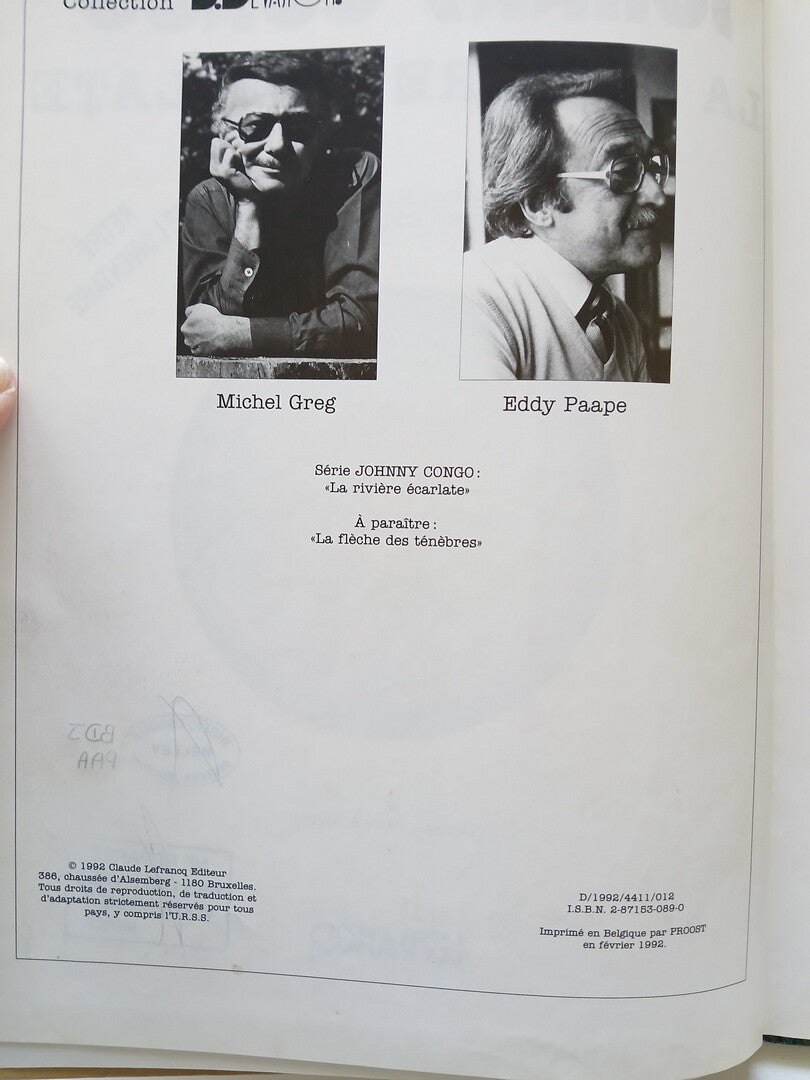 Collection
Michel Greg
Eddy Paape
Série JOHNNY CONGO:
«La rivière écarlate»
À paraître:
«La flèche des ténèbres»
BDJ
PAA
© 1992 Claude Lefrancq Editeur
386, chaussée d'Alsemberg - 1180 Bruxelles.
Tous droits de reproduction, de traduction et
d'adaptation strictement réservés pour tous
pays, y compris l'U.R.S.S.
D/1992/4411/012
I.S.B.N. 2-87153-089-0
Imprimé en Belgique par PROOST
en février 1992.